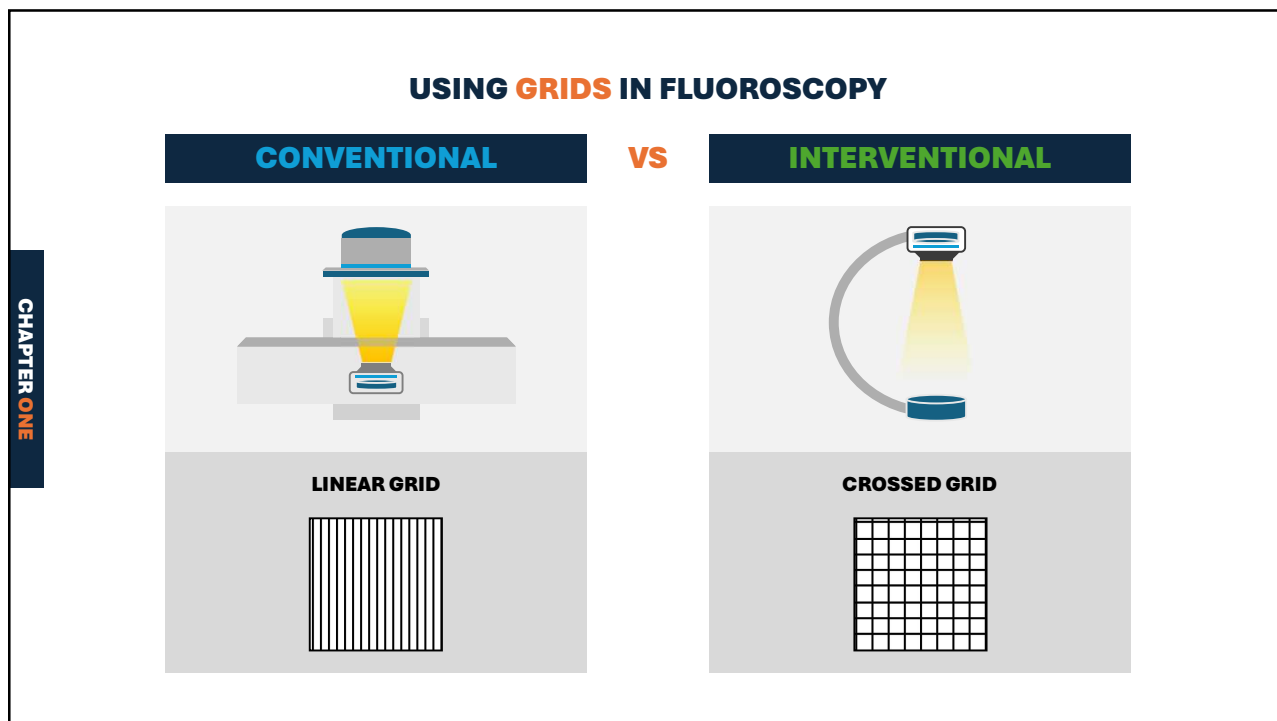 USING GRIDS IN FLUOROSCOPY
CONVENTIONAL
VS
INTERVENTIONAL
CHAPTER ONE
LINEAR GRID
CROSSED GRID